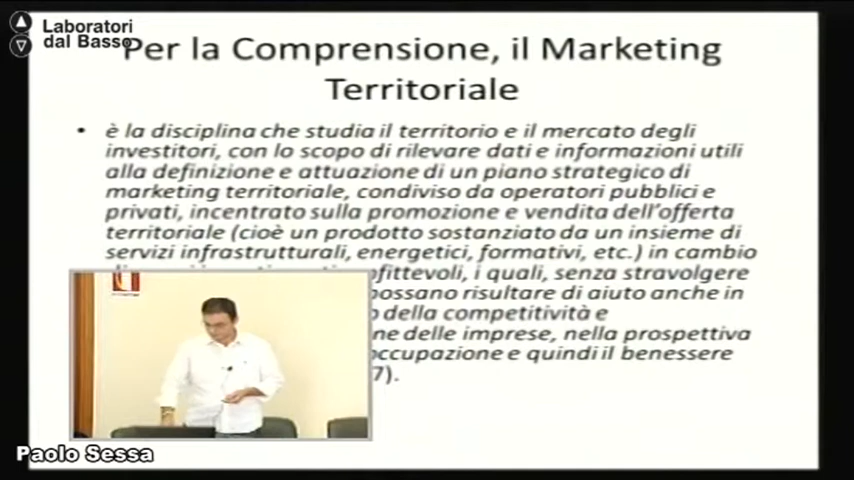 Laboratori
dal Basso
Per la Comprensione, il Marketing
Territoriale
• è la disciplina che studia il territorio e il mercato degli
investitori, con lo scopo di rilevare dati e informazioni utili
alla definizione e attuazione di un piano strategico di
marketing territoriale, condiviso da operatori pubblici e
privati, incentrato sulla promozione e vendita dell'offerta
territoriale (cioè un prodotto sostanziato da un insieme di
servizi infrastrutturali, energetici, formativi, etc.) in cambio
ofittevoli, i quali, senza stravolgere
possano risultare di aiuto anche in
o della competitività e
ne delle imprese, nella prospettiva
occupazione e quindi il benessere
7).
Paolo Sessa